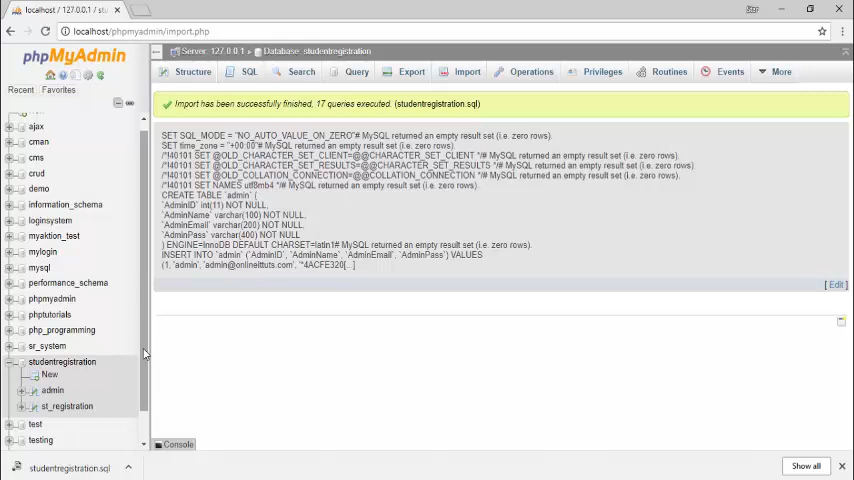 localhost / 127.0.0.1 / stud
localhost/phpmyadmin/import.php
phpMyAdmin
Recent Favorites
ajax
cman
cms
crud
demo
information_schema
loginsystem
myaktion_test
mylogin
mysql
performance_schema
phpmyadmin
phptutorials
php_programming
sr_system
studentregistration
New
admin
st_registration
test
testing
Server: 127.0.0.1 » Database: studentregistration
Structure SQL Search Query Export Import Operations Privileges Routines Events More
Import has been successfully finished, 17 queries executed. (studentregistration.sql)
SET SQL_MODE = "NO_AUTO_VALUE_ON_ZERO"# MySQL returned an empty result set (i.e. zero rows).
SET time_zone = "+00:00"# MySQL returned an empty result set (i.e. zero rows).
/*!40101 SET @OLD_CHARACTER_SET_CLIENT=@@CHARACTER_SET_CLIENT */# MySQL returned an empty result set (i.e. zero rows).
/*!40101 SET @OLD_CHARACTER_SET_RESULTS=@@CHARACTER_SET_RESULTS */# MySQL returned an empty result set (i.e. zero rows).
/*!40101 SET @OLD_COLLATION_CONNECTION=@@COLLATION_CONNECTION */# MySQL returned an empty result set (i.e. zero rows).
/*!40101 SET NAMES utf8mb4 */# MySQL returned an empty result set (i.e. zero rows).
CREATE TABLE `admin` (
`AdminID` int(11) NOT NULL,
`AdminName` varchar(100) NOT NULL,
`AdminEmail` varchar(200) NOT NULL,
`AdminPass` varchar(400) NOT NULL
) ENGINE=InnoDB DEFAULT CHARSET=latin1# MySQL returned an empty result set (i.e. zero rows).
INSERT INTO `admin` (`AdminID`, `AdminName`, `AdminEmail`, `AdminPass`) VALUES
(1, 'admin', 'admin@onlineittuts.com', '*4ACFE320[...]
[ Edit ]
Console
studentregistration.sql
Show all